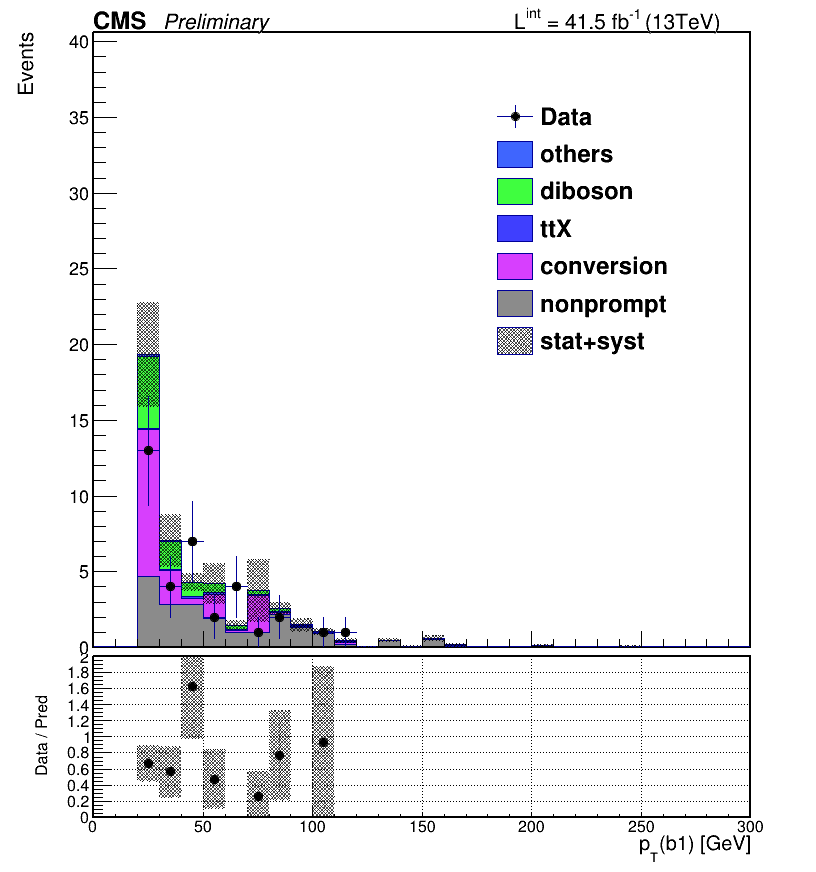 CMS Preliminary L^int = 41.5 fb^-1 (13TeV)
Events
40
35
30
25
20
15
10
5
0
Data
others
diboson
ttX
conversion
nonprompt
stat+syst
Data / Pred
2
1.8
1.6
1.4
1.2
1
0.8
0.6
0.4
0.2
0
0 50 100 150 200 250 300
p_T(b1) [GeV]